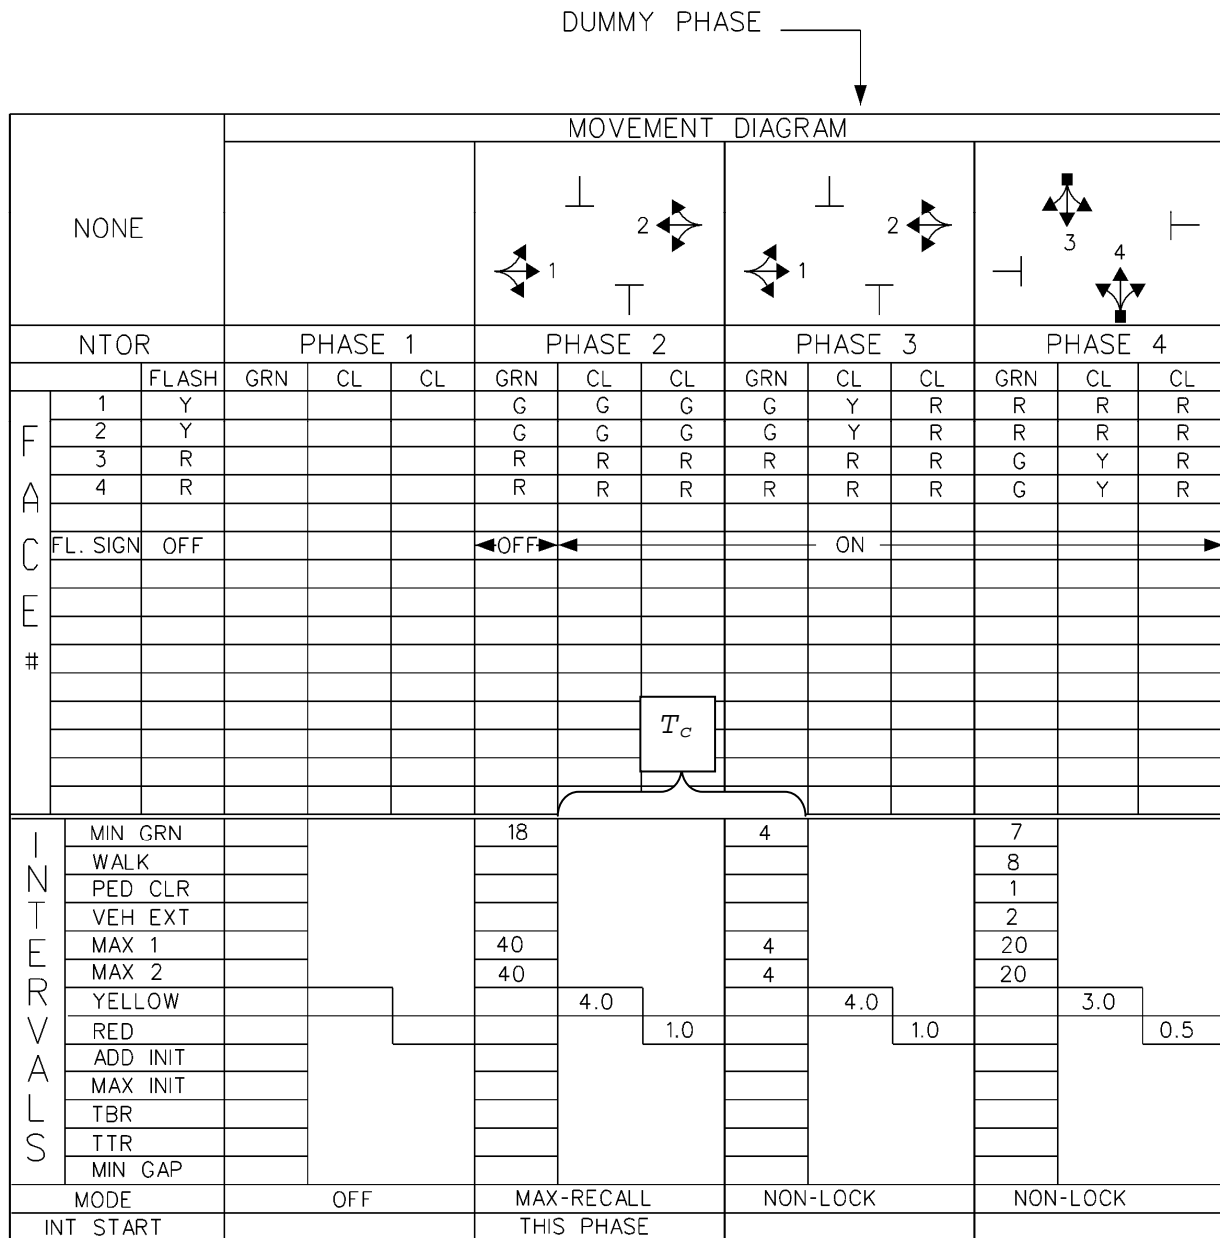 DUMMY PHASE
MOVEMENT DIAGRAM
NONE
2
1
2
1
3
4
NTOR PHASE 1 PHASE 2 PHASE 3 PHASE 4
FLASH GRN CL CL GRN CL CL GRN CL CL GRN CL CL
FACE #
1 Y G G G G Y R R R R
2 Y G G G G Y R R R R
3 R R R R R R R G Y R
4 R R R R R R R G Y R
FL. SIGN OFF OFF ON
Tc
INTERVALS
MIN GRN 18 4 7
WALK 8
PED CLR 1
VEH EXT 2
MAX 1 40 4 20
MAX 2 40 4 20
YELLOW 4.0 4.0 3.0
RED 1.0 1.0 0.5
ADD INIT
MAX INIT
TBR
TTR
MIN GAP
MODE OFF MAX-RECALL NON-LOCK NON-LOCK
INT START THIS PHASE